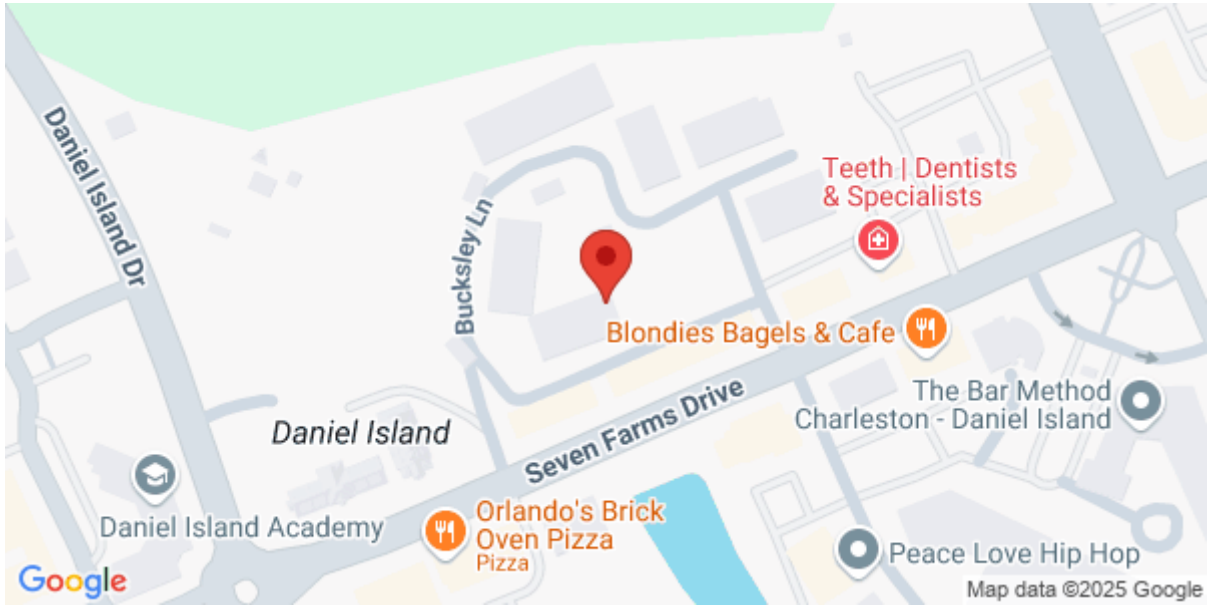 Daniel Island Dr
Bucksley Ln
Teeth | Dentists
& Specialists
Blondies Bagels & Cafe
The Bar Method
Charleston - Daniel Island
Seven Farms Drive
Daniel Island
Daniel Island Academy
Orlando's Brick
Oven Pizza
Pizza
Peace Love Hip Hop
Google
Map data ©2025 Google